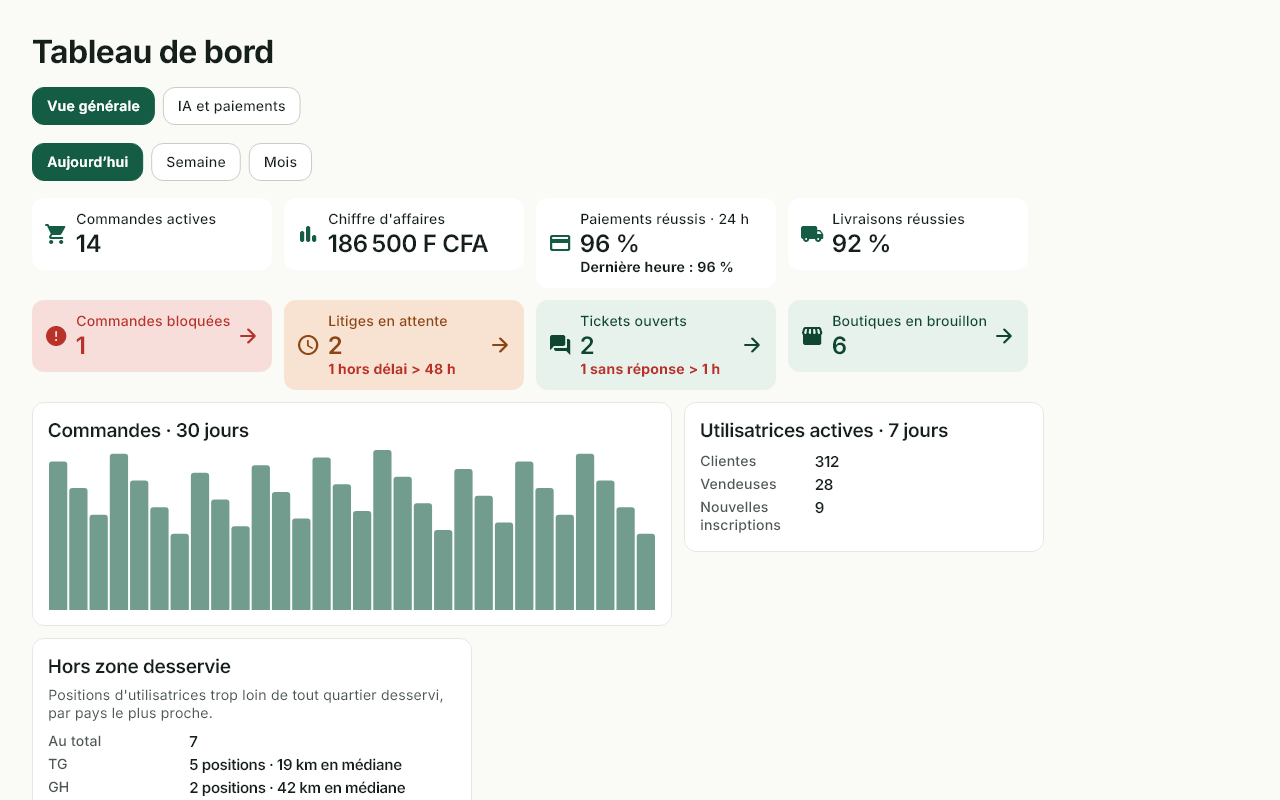 Tableau de bord
Vue générale
IA et paiements
Aujourd’hui
Semaine
Mois
Commandes actives
14
Chiffre d'affaires
186 500 F CFA
Paiements réussis · 24 h
96 %
Dernière heure : 96 %
Livraisons réussies
92 %
Commandes bloquées
1
Litiges en attente
2
1 hors délai > 48 h
Tickets ouverts
2
1 sans réponse > 1 h
Boutiques en brouillon
6
Commandes · 30 jours
Utilisatrices actives · 7 jours
Clientes 312
Vendeuses 28
Nouvelles inscriptions 9
Hors zone desservie
Positions d'utilisatrices trop loin de tout quartier desservi,
par pays le plus proche.
Au total 7
TG 5 positions · 19 km en médiane
GH 2 positions · 42 km en médiane